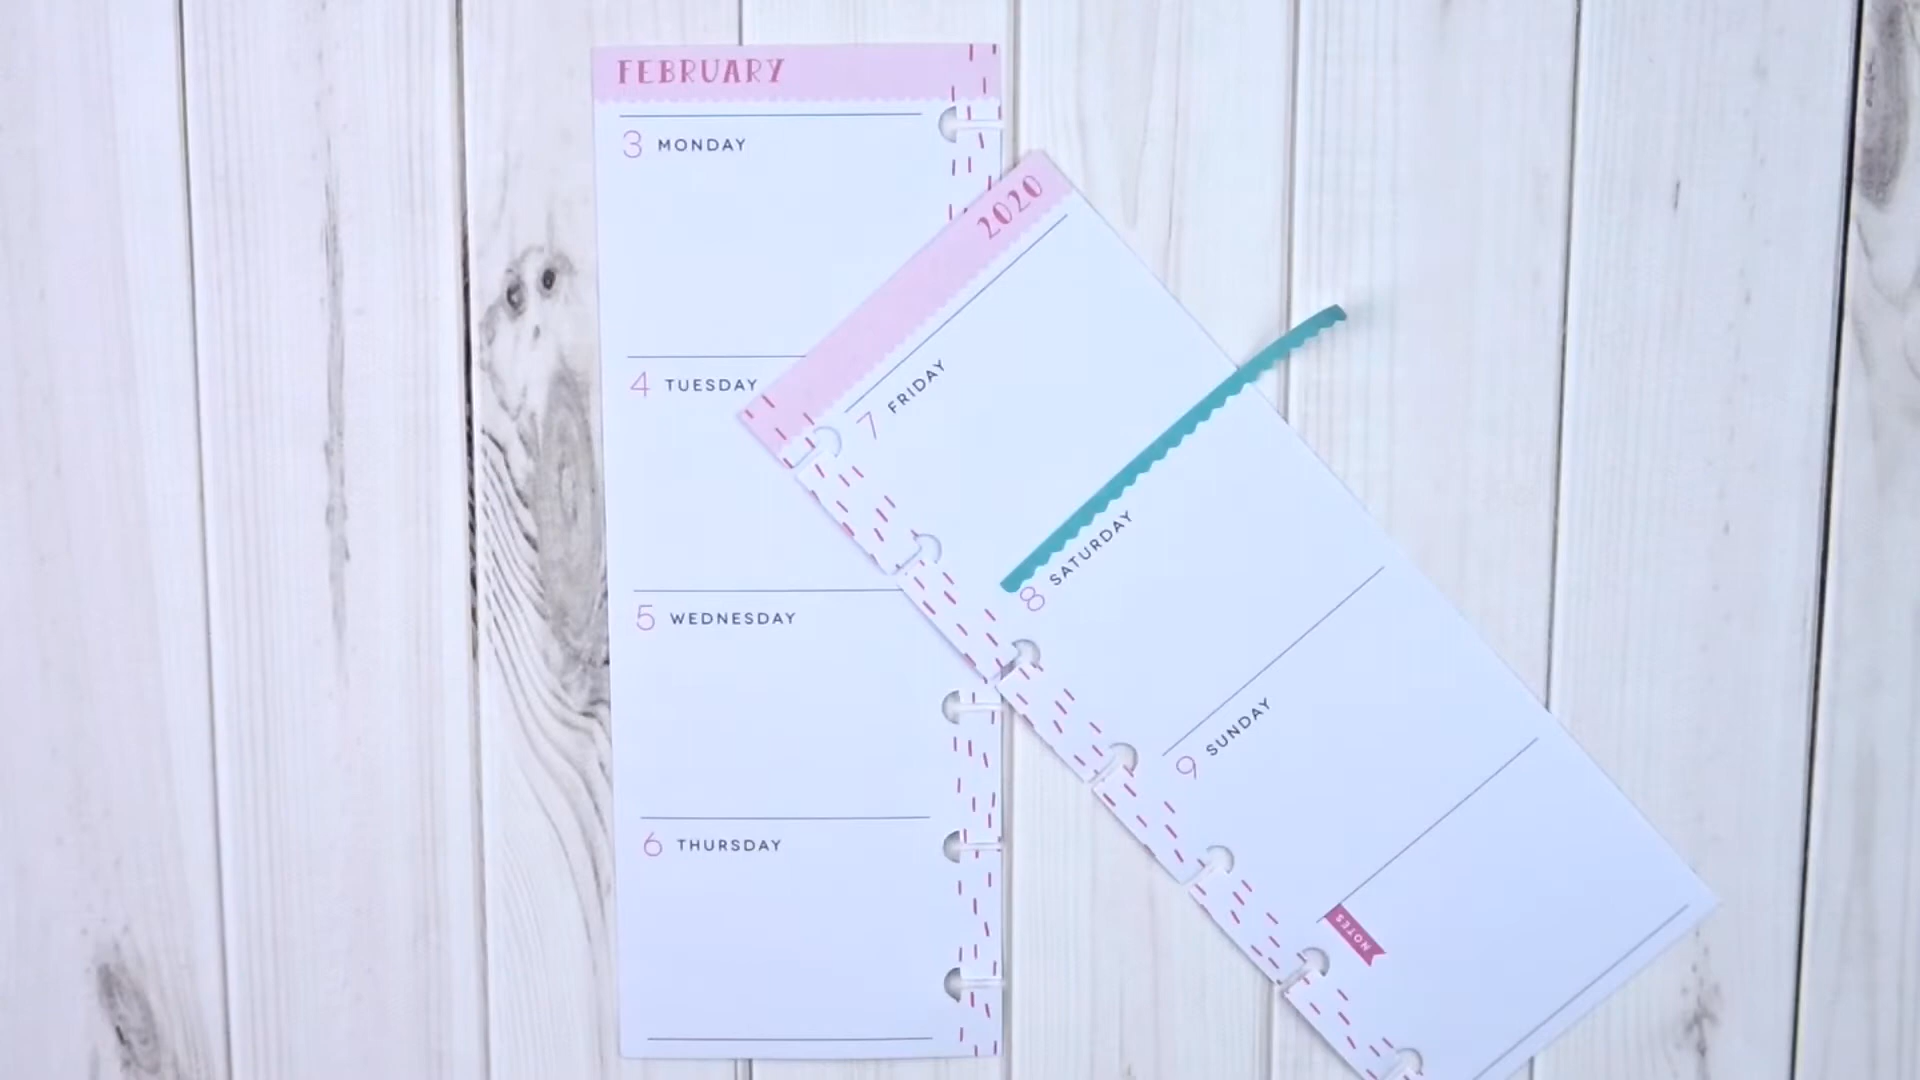 FEBRUARY
3 MONDAY
4 TUESDAY
5 WEDNESDAY
6 THURSDAY
2020
7 FRIDAY
8 SATURDAY
9 SUNDAY
NOTES